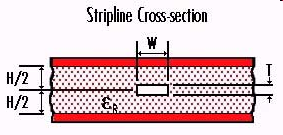 Stripline Cross-section
W
H/2
T
H/2
εR